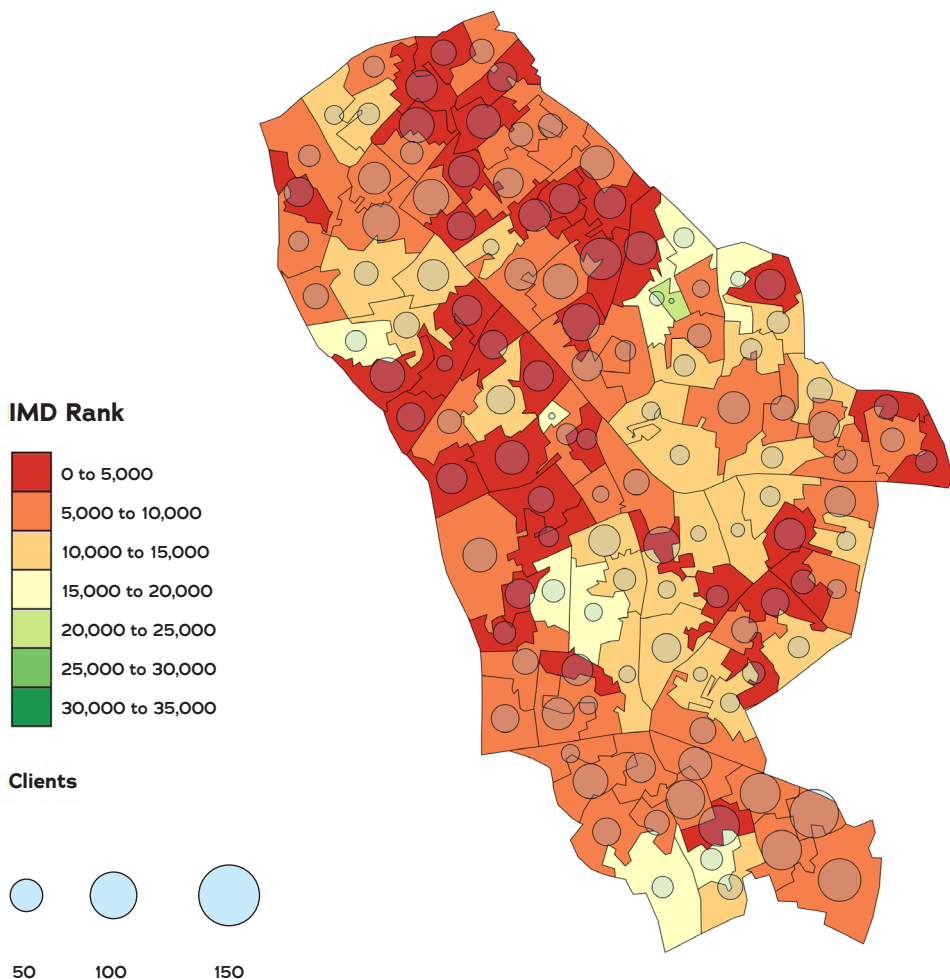 IMD Rank
0 to 5,000
5,000 to 10,000
10,000 to 15,000
15,000 to 20,000
20,000 to 25,000
25,000 to 30,000
30,000 to 35,000
Clients
50 100 150